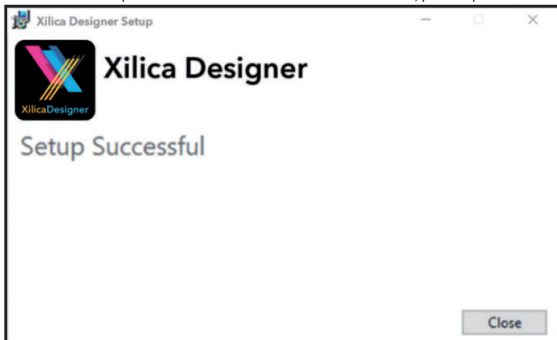 Xilica Designer Setup
Xilica Designer
XilicaDesigner
Setup Successful
Close